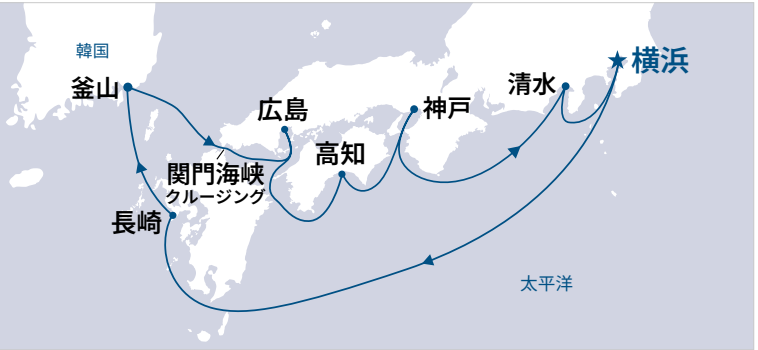 韓国
釜山
横浜
清水
広島
神戸
高知
関門海峡
クルージング
長崎
太平洋